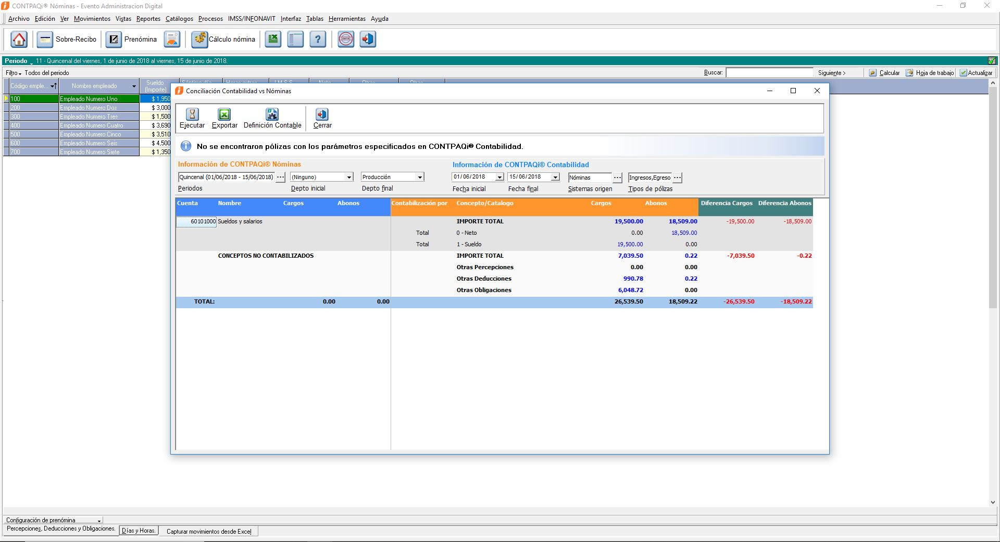 CONTPAQi® Nóminas - Evento Administracion Digital
Archivo Edición Ver Movimientos Vistas Reportes Catálogos Procesos IMSS/INFONAVIT Interfaz Tablas Herramientas Ayuda
Sobre-Recibo Prenómina Cálculo nómina
Periodo 11 - Quincenal del viernes, 1 de junio de 2018 al viernes, 15 de junio de 2018.
Filtro Todos del periodo Buscar: Siguiente > Calcular Hoja de trabajo Actualizar
Código emple... Nombre empleado Sueldo (Importe)
100 Empleado Numero Uno $ 1,950
200 Empleado Numero Dos $ 3,000
300 Empleado Numero Tres $ 1,500
400 Empleado Numero Cuatro $ 3,690
500 Empleado Numero Cinco $ 3,510
600 Empleado Numero Seis $ 4,500
700 Empleado Numero Siete $ 1,350
Conciliación Contabilidad vs Nóminas
Ejecutar Exportar Definición Contable Cerrar
No se encontraron pólizas con los parámetros especificados en CONTPAQi® Contabilidad.
Información de CONTPAQi® Nóminas Información de CONTPAQi® Contabilidad
Quincenal (01/06/2018 - 15/06/2018) ... (Ninguno) Producción 01/06/2018 15/06/2018 Nóminas ... Ingresos,Egreso ...
Periodos Depto inicial Depto final Fecha inicial Fecha final Sistemas origen Tipos de pólizas
Cuenta Nombre Cargos Abonos Contabilización por Concepto/Catalogo Cargos Abonos Diferencia Cargos Diferencia Abonos
60101000 Sueldos y salarios IMPORTE TOTAL 19,500.00 18,509.00 -19,500.00 -18,509.00
Total 0 - Neto 0.00 18,509.00
Total 1 - Sueldo 19,500.00 0.00
CONCEPTOS NO CONTABILIZADOS IMPORTE TOTAL 7,039.50 0.22 -7,039.50 -0.22
Otras Percepciones 0.00 0.00
Otras Deducciones 990.78 0.22
Otras Obligaciones 6,048.72 0.00
TOTAL: 0.00 0.00 26,539.50 18,509.22 -26,539.50 -18,509.22
Configuración de prenómina
Percepciones, Deducciones y Obligaciones. Días y Horas. Capturar movimientos desde Excel